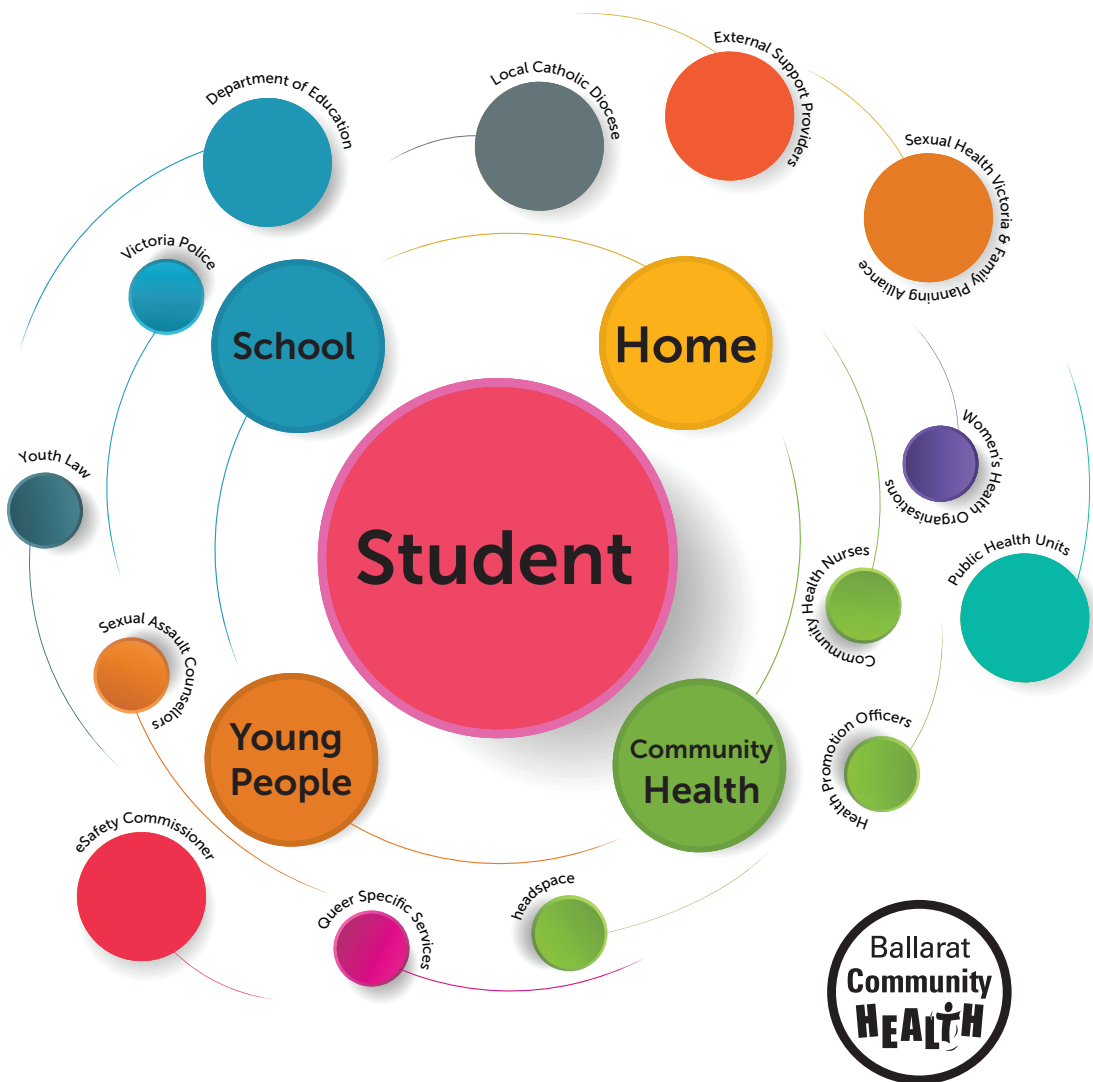 External Support Providers
Local Catholic Diocese
Department of Education
Sexual Health Victoria & Family Planning Alliance
Victoria Police
School
Home
Women's Health Organisations
Youth Law
Student
Public Health Units
Community Health Nurses
Sexual Assault Counsellors
Young
People
Community
Health
Health Promotion Officers
eSafety Commissioner
Queer Specific Services
headspace
Ballarat
Community
HEALTH